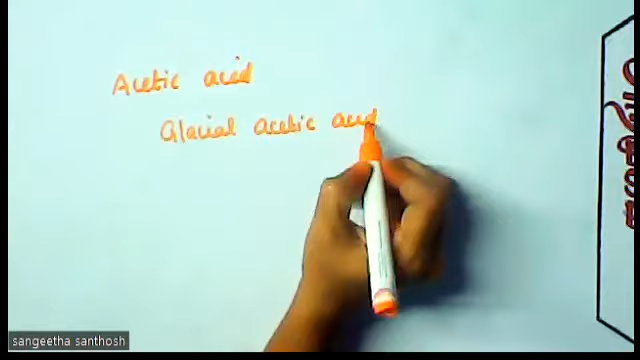 Acetic acid
Glacial acetic acid
sangeetha santhosh